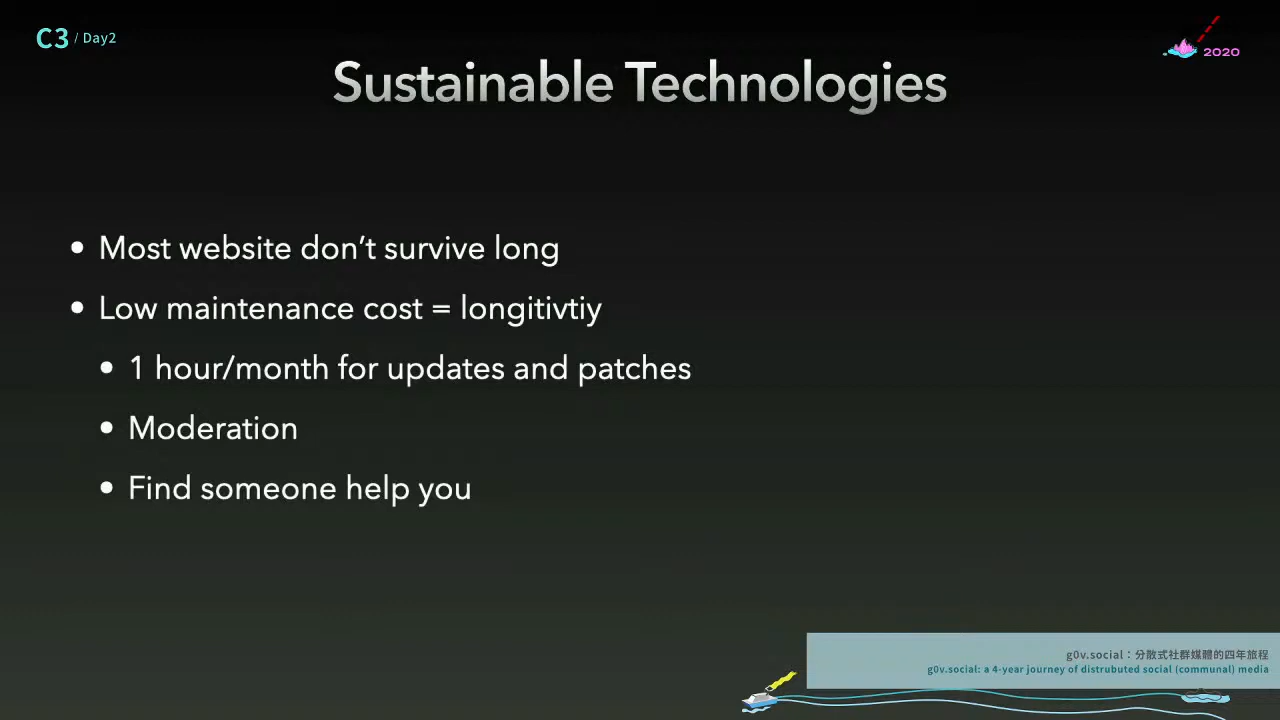 C3 / Day2
2020
Sustainable Technologies
• Most website don't survive long
• Low maintenance cost = longitivtiy
• 1 hour/month for updates and patches
• Moderation
• Find someone help you
g0v.social：分散式社群媒體的四年旅程
g0v.social: a 4-year journey of distrubuted social (communal) media